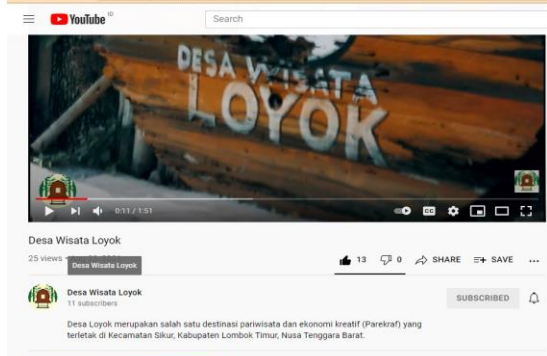 YouTube ID
Search
DESA WISATA
LOYOK
0:11 / 1:51
CC
Desa Wisata Loyok
25 views
Desa Wisata Loyok
13 0 SHARE SAVE ...
Desa Wisata Loyok
11 subscribers
SUBSCRIBED
Desa Loyok merupakan salah satu destinasi pariwisata dan ekonomi kreatif (Parekraf) yang
terletak di Kecamatan Sikur, Kabupaten Lombok Timur, Nusa Tenggara Barat.